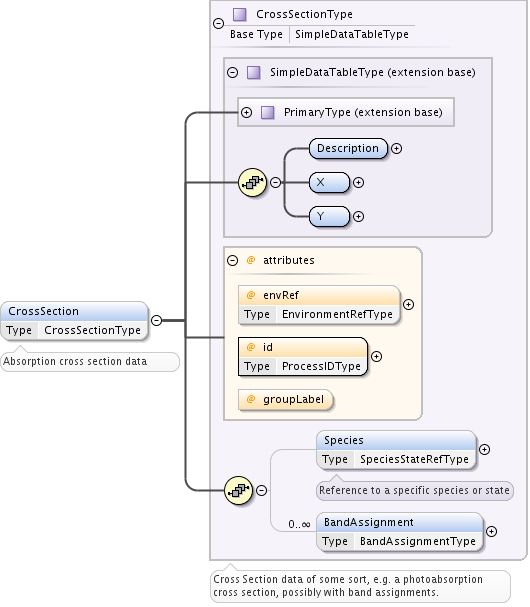 CrossSectionType
Base Type SimpleDataTableType
SimpleDataTableType (extension base)
PrimaryType (extension base)
Description
X
Y
@ attributes
@ envRef
Type EnvironmentRefType
@ id
Type ProcessIDType
@ groupLabel
CrossSection
Type CrossSectionType
Absorption cross section data
Species
Type SpeciesStateRefType
Reference to a specific species or state
0..∞
BandAssignment
Type BandAssignmentType
Cross Section data of some sort, e.g. a photoabsorption
cross section, possibly with band assignments.